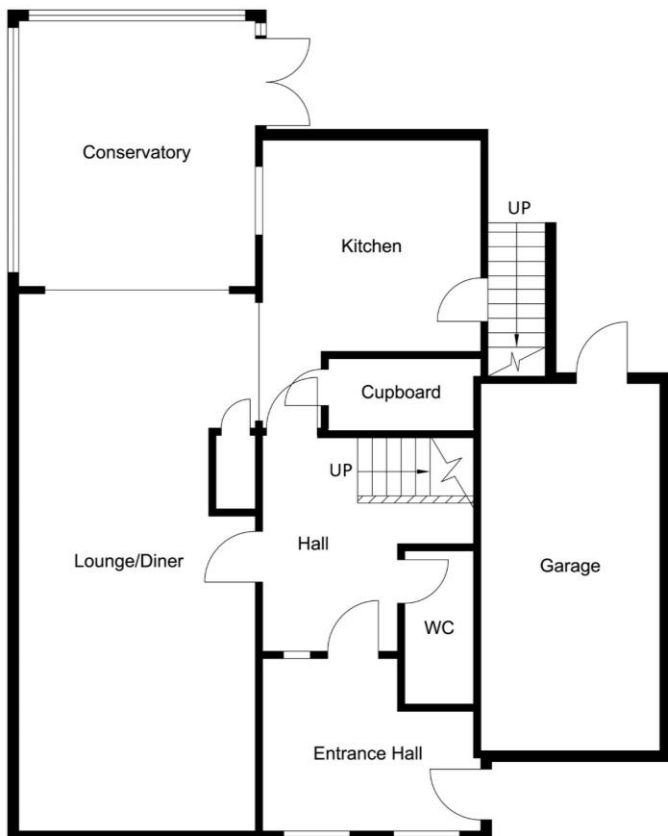 Conservatory
UP
Kitchen
Cupboard
UP
Hall
Lounge/Diner
Garage
WC
Entrance Hall